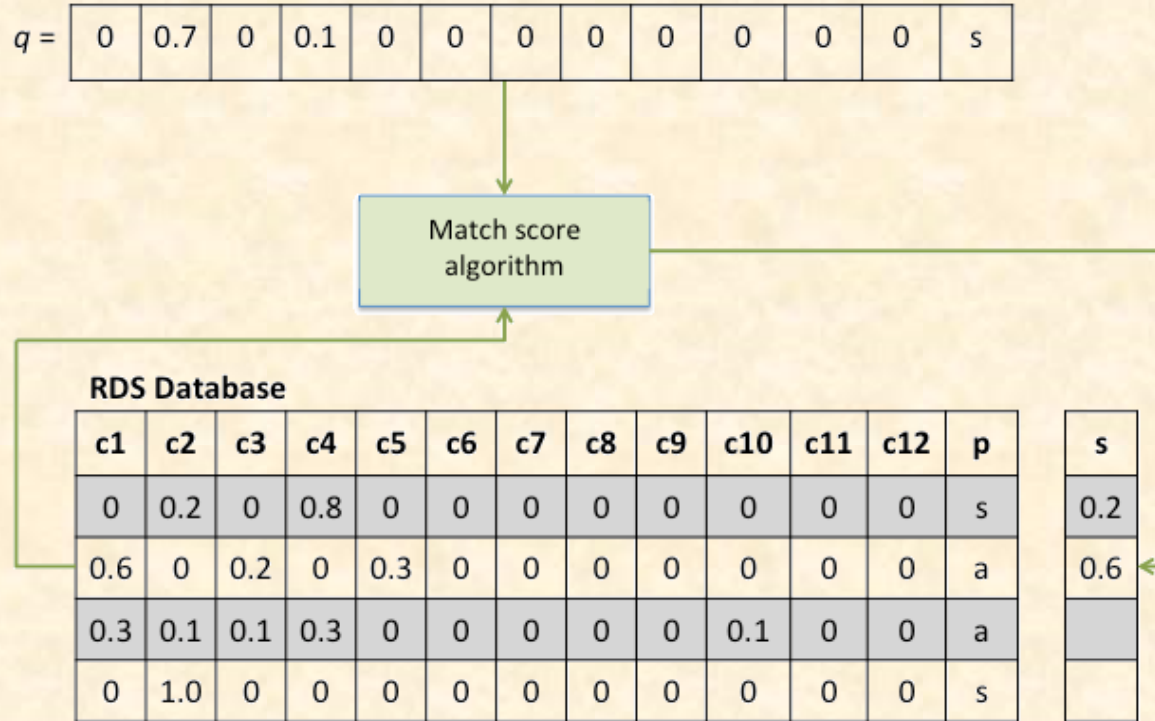 q = 0 0.7 0 0.1 0 0 0 0 0 0 0 0 s
Match score
algorithm
RDS Database
c1 c2 c3 c4 c5 c6 c7 c8 c9 c10 c11 c12 p s
0 0.2 0 0.8 0 0 0 0 0 0 0 0 s 0.2
0.6 0 0.2 0 0.3 0 0 0 0 0 0 0 a 0.6
0.3 0.1 0.1 0.3 0 0 0 0 0 0.1 0 0 a
0 1.0 0 0 0 0 0 0 0 0 0 0 s